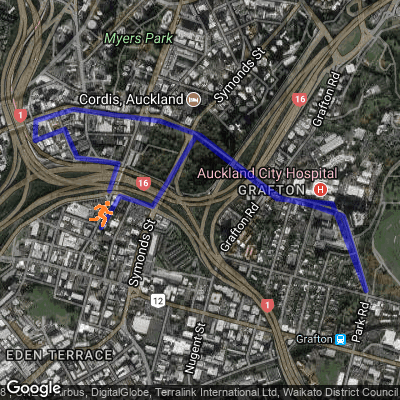 Myers Park
Symonds St
Cordis, Auckland
16
Grafton Rd
1
Auckland City Hospital
H
GRAFTON
16
Symonds St
Grafton Rd
12
1
Nugent St
Grafton
Park Rd
EDEN TERRACE
Google
8
Airbus, DigitalGlobe, Terralink International Ltd, Waikato District Council